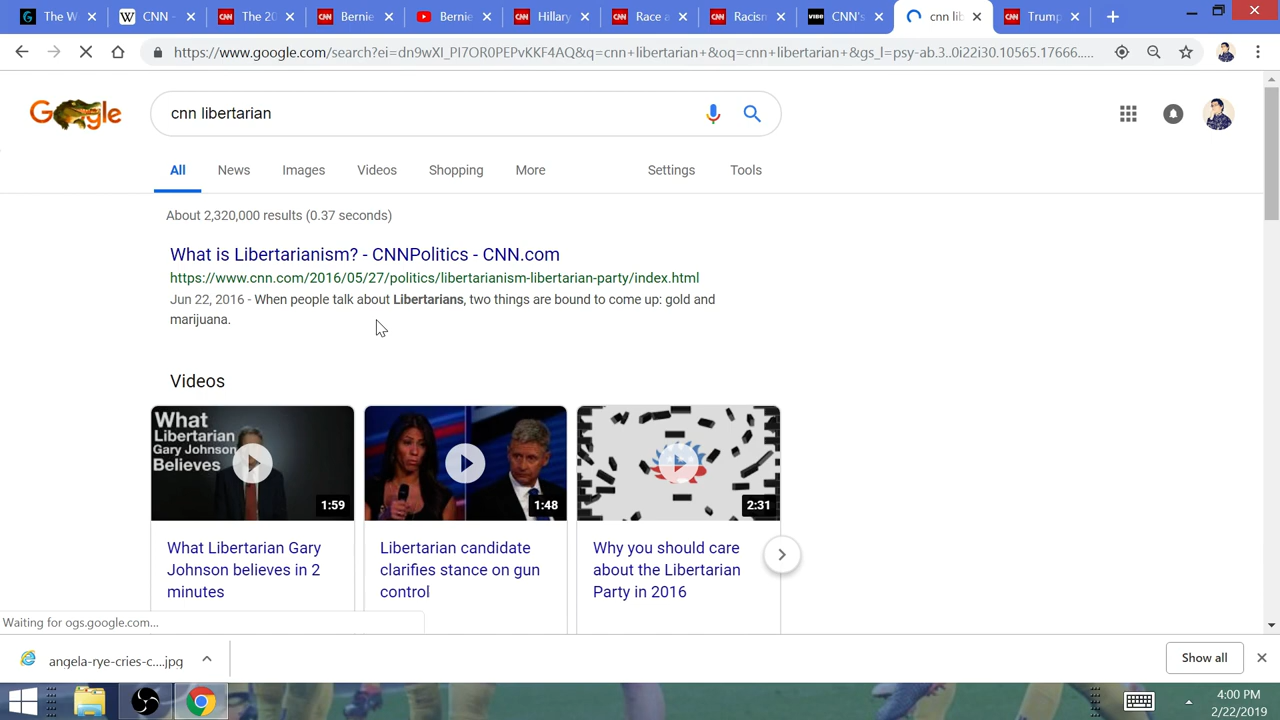 The W
CNN -
The 20
Bernie
Bernie
Hillary
Race a
Racism
CNN's
cnn lib
Trump
https://www.google.com/search?ei=dn9wXI_PI7OR0PEPvKKF4AQ&q=cnn+libertarian+&oq=cnn+libertarian+&gs_l=psy-ab.3..0i22i30.10565.17666....
Google
cnn libertarian
All News Images Videos Shopping More Settings Tools
About 2,320,000 results (0.37 seconds)
What is Libertarianism? - CNNPolitics - CNN.com
https://www.cnn.com/2016/05/27/politics/libertarianism-libertarian-party/index.html
Jun 22, 2016 - When people talk about Libertarians, two things are bound to come up: gold and
marijuana.
Videos
What
Libertarian
Gary Johnson
Believes
1:59
1:48
2:31
What Libertarian Gary
Johnson believes in 2
minutes
Libertarian candidate
clarifies stance on gun
control
Why you should care
about the Libertarian
Party in 2016
Waiting for ogs.google.com...
angela-rye-cries-c....jpg
Show all
4:00 PM
2/22/2019